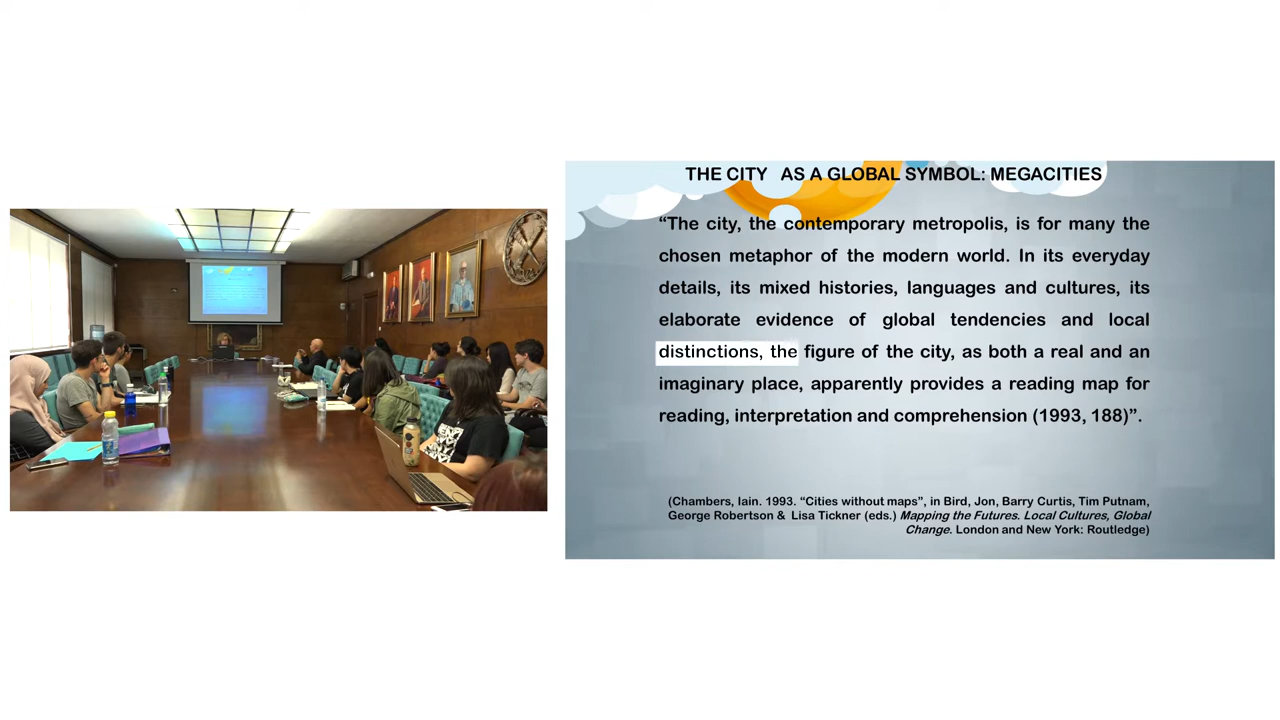 THE CITY AS A GLOBAL SYMBOL: MEGACITIES
“The city, the contemporary metropolis, is for many the
chosen metaphor of the modern world. In its everyday
details, its mixed histories, languages and cultures, its
elaborate evidence of global tendencies and local
distinctions, the figure of the city, as both a real and an
imaginary place, apparently provides a reading map for
reading, interpretation and comprehension (1993, 188)”.
(Chambers, Iain. 1993. “Cities without maps”, in Bird, Jon, Barry Curtis, Tim Putnam,
George Robertson & Lisa Tickner (eds.) Mapping the Futures. Local Cultures, Global
Change. London and New York: Routledge)